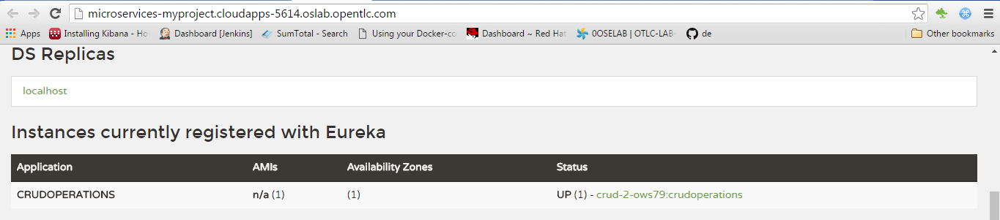 microservices-myproject.cloudapps-5614.oslab.opentlc.com
Apps Installing Kibana - Ho Dashboard [Jenkins] SumTotal - Search Using your Docker-co Dashboard ~ Red Hat 0OSELAB | OTLC-LAB- de Other bookmarks
DS Replicas
localhost
Instances currently registered with Eureka
Application AMIs Availability Zones Status
CRUDOPERATIONS n/a (1) (1) UP (1) - crud-2-ows79:crudoperations